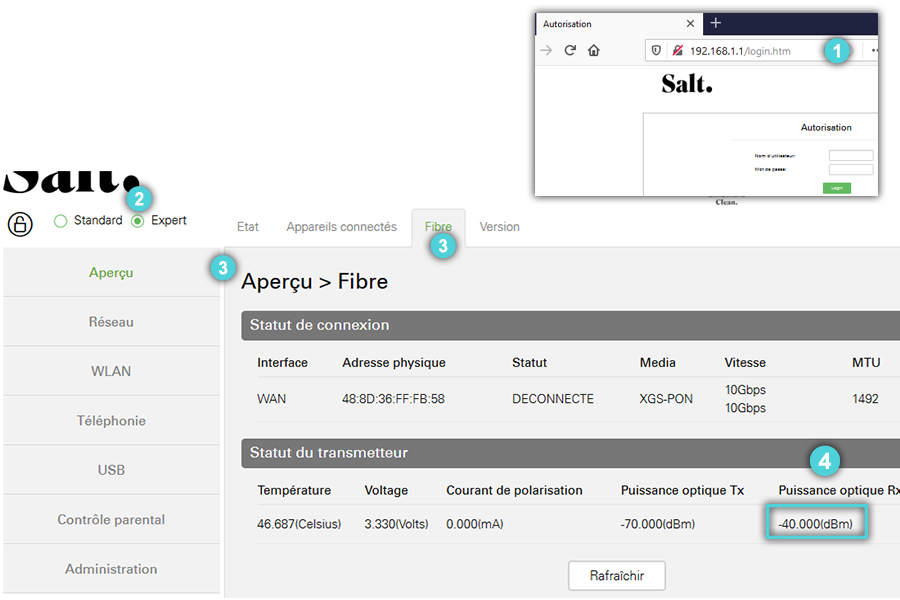 Autorisation
192.168.1.1/login.htm
1
Salt.
Autorisation
Nom d'utilisateur:
Mot de passe:
Login
Clean.
Salt.
2
Standard Expert
Etat Appareils connectés Fibre Version
3
3
Aperçu
Réseau
WLAN
Téléphonie
USB
Contrôle parental
Administration
Aperçu > Fibre
Statut de connexion
Interface Adresse physique Statut Media Vitesse MTU
WAN 48:8D:36:FF:FB:58 DECONNECTE XGS-PON 10Gbps 1492
10Gbps
Statut du transmetteur
4
Température Voltage Courant de polarisation Puissance optique Tx Puissance optique Rx
46.687(Celsius) 3.330(Volts) 0.000(mA) -70.000(dBm) -40.000(dBm)
Rafraîchir